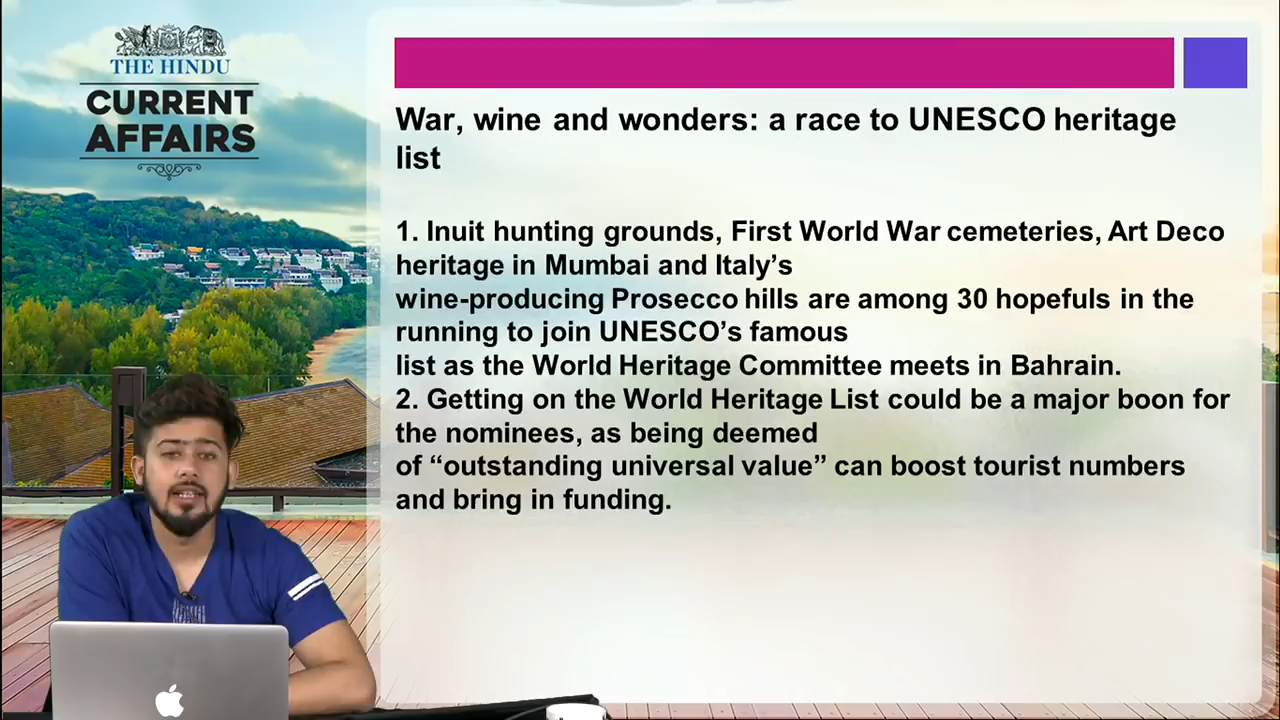 THE HINDU
CURRENT
AFFAIRS
War, wine and wonders: a race to UNESCO heritage
list
1. Inuit hunting grounds, First World War cemeteries, Art Deco
heritage in Mumbai and Italy’s
wine-producing Prosecco hills are among 30 hopefuls in the
running to join UNESCO’s famous
list as the World Heritage Committee meets in Bahrain.
2. Getting on the World Heritage List could be a major boon for
the nominees, as being deemed
of “outstanding universal value” can boost tourist numbers
and bring in funding.